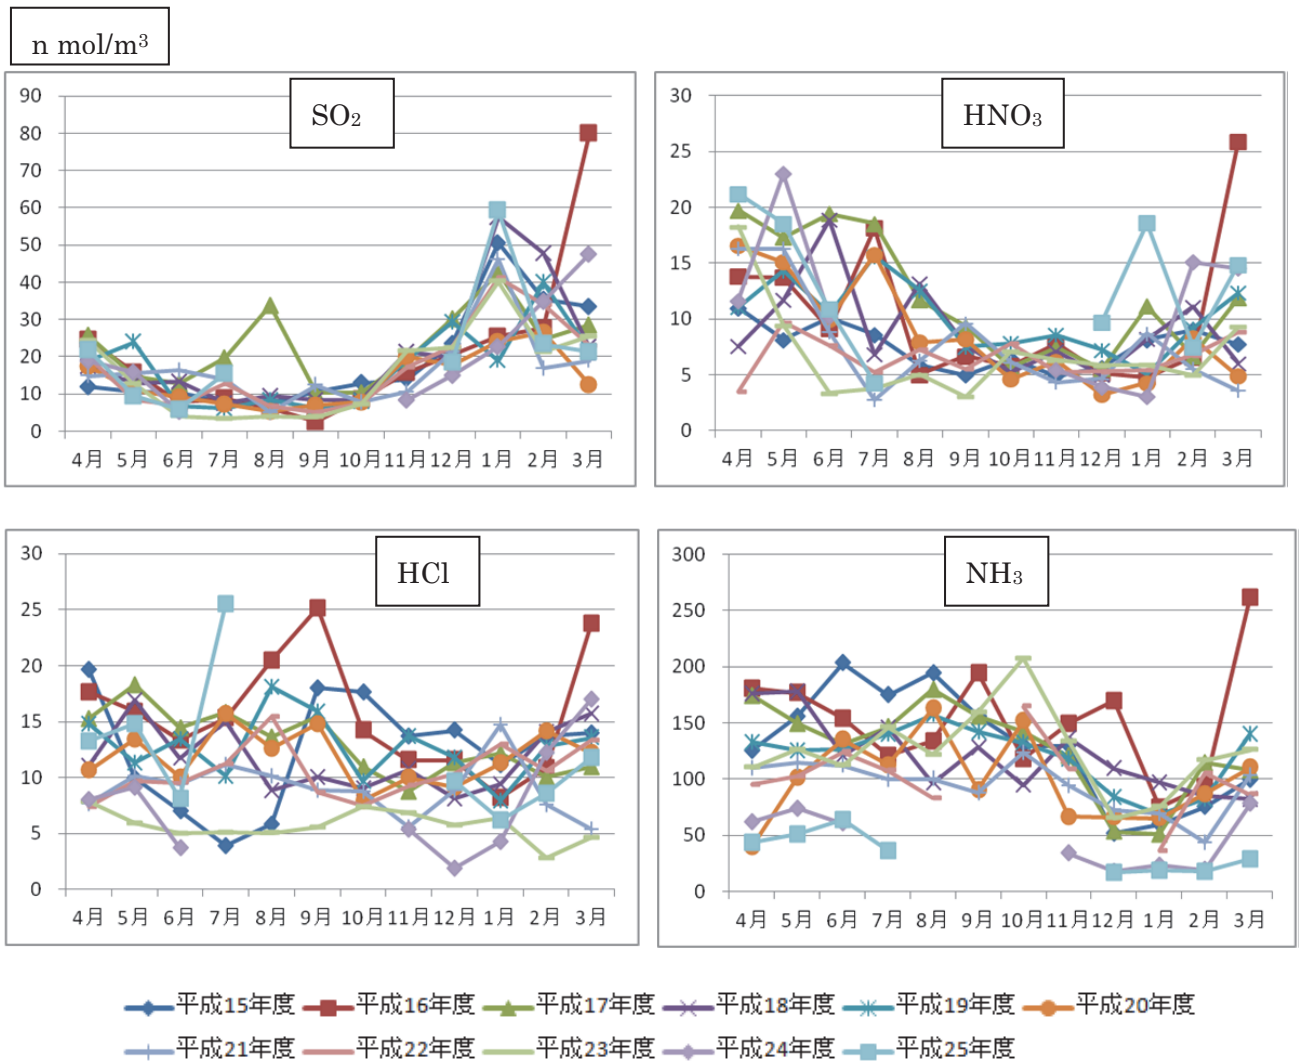 n mol/m³
SO₂
90
80
70
60
50
40
30
20
10
0
4月 5月 6月 7月 8月 9月 10月 11月 12月 1月 2月 3月
HNO₃
30
25
20
15
10
5
0
4月 5月 6月 7月 8月 9月 10月 11月 12月 1月 2月 3月
HCl
30
25
20
15
10
5
0
4月 5月 6月 7月 8月 9月 10月 11月 12月 1月 2月 3月
NH₃
300
250
200
150
100
50
0
4月 5月 6月 7月 8月 9月 10月 11月 12月 1月 2月 3月
平成15年度 平成16年度 平成17年度 平成18年度 平成19年度 平成20年度
平成21年度 平成22年度 平成23年度 平成24年度 平成25年度